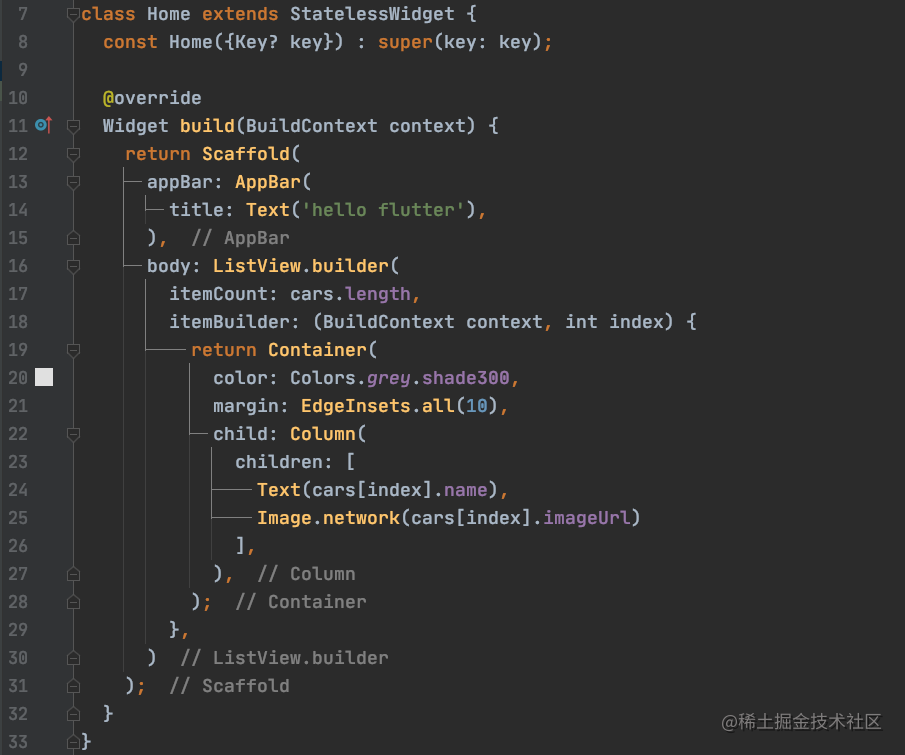 7 class Home extends StatelessWidget {
8   const Home({Key? key}) : super(key: key);
9
10   @override
11   Widget build(BuildContext context) {
12     return Scaffold(
13       appBar: AppBar(
14         title: Text('hello flutter'),
15       ),  // AppBar
16       body: ListView.builder(
17         itemCount: cars.length,
18         itemBuilder: (BuildContext context, int index) {
19           return Container(
20             color: Colors.grey.shade300,
21             margin: EdgeInsets.all(10),
22             child: Column(
23               children: [
24                 Text(cars[index].name),
25                 Image.network(cars[index].imageUrl)
26               ],
27             ),  // Column
28           );  // Container
29         },
30       )  // ListView.builder
31     );  // Scaffold
32   }
33 }
@稀土掘金技术社区